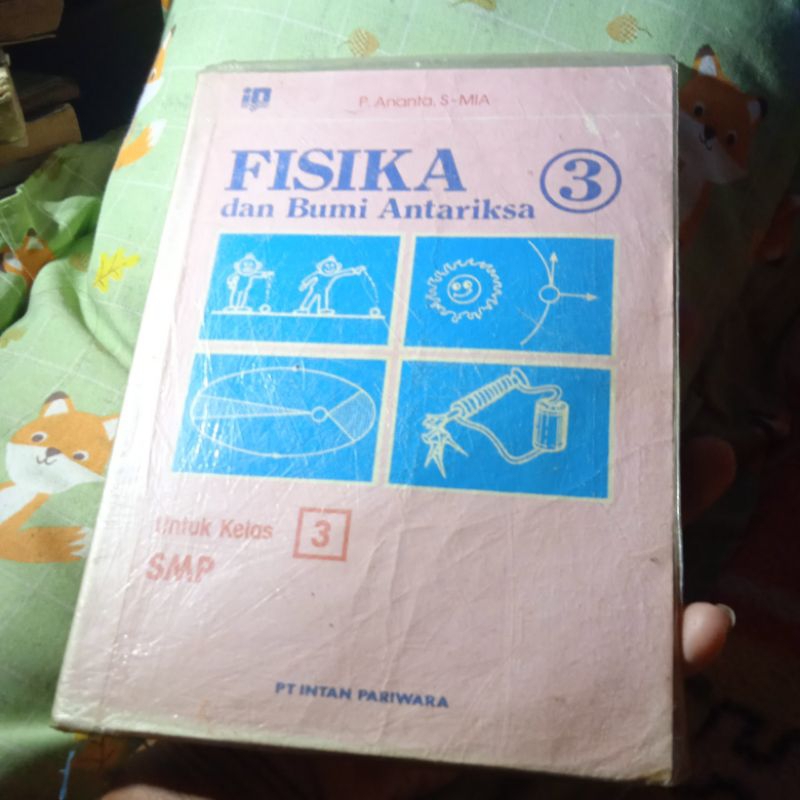 ip
P. Ananta, S-MIA
FISIKA 3
dan Bumi Antariksa
Untuk Kelas 3
SMP
PT INTAN PARIWARA